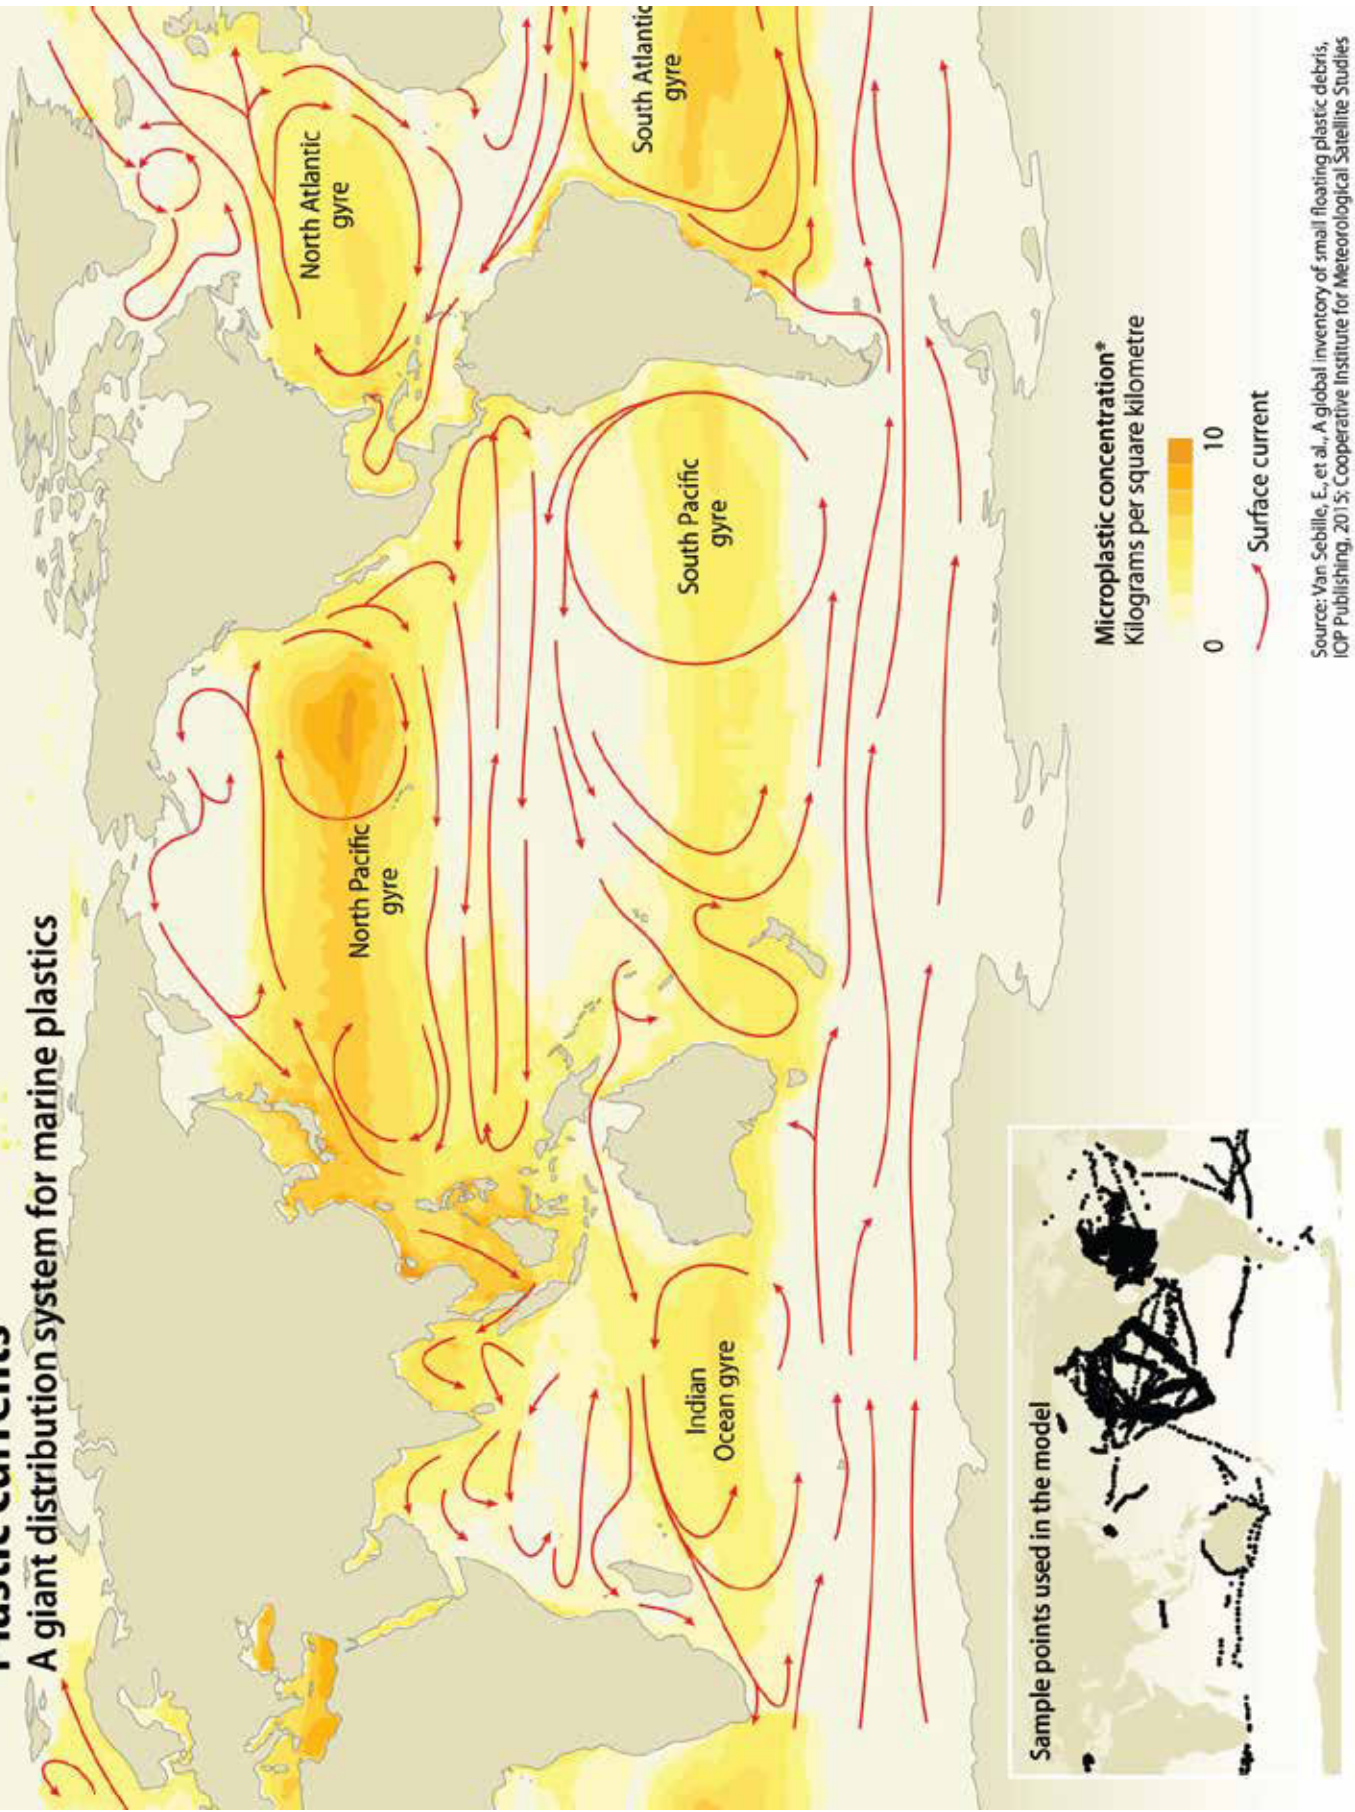 A giant distribution system for marine plastics
North Pacific
gyre
North Atlantic
gyre
South Pacific
gyre
South Atlantic
gyre
Indian
Ocean gyre
Sample points used in the model
Microplastic concentration*
Kilograms per square kilometre
0 10
Surface current
Source: Van Sebille, E., et al., A global inventory of small floating plastic debris,
IOP Publishing, 2015; Cooperative Institute for Meteorological Satellite Studies